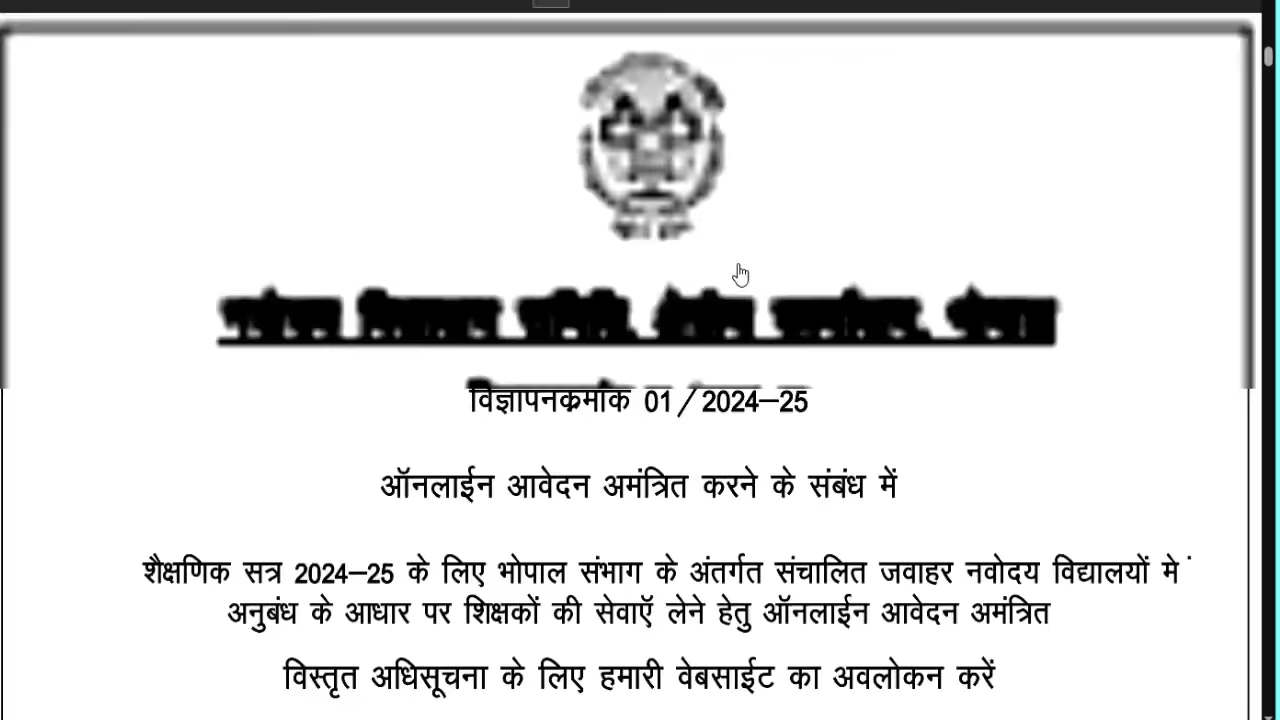 विज्ञापनक्रमांक 01/2024–25
ऑनलाईन आवेदन अमंत्रित करने के संबंध में
शैक्षणिक सत्र 2024–25 के लिए भोपाल संभाग के अंतर्गत संचालित जवाहर नवोदय विद्यालयों मे
अनुबंध के आधार पर शिक्षकों की सेवाऍ लेने हेतु ऑनलाईन आवेदन अमंत्रित
विस्तृत अधिसूचना के लिए हमारी वेबसाईट का अवलोकन करें